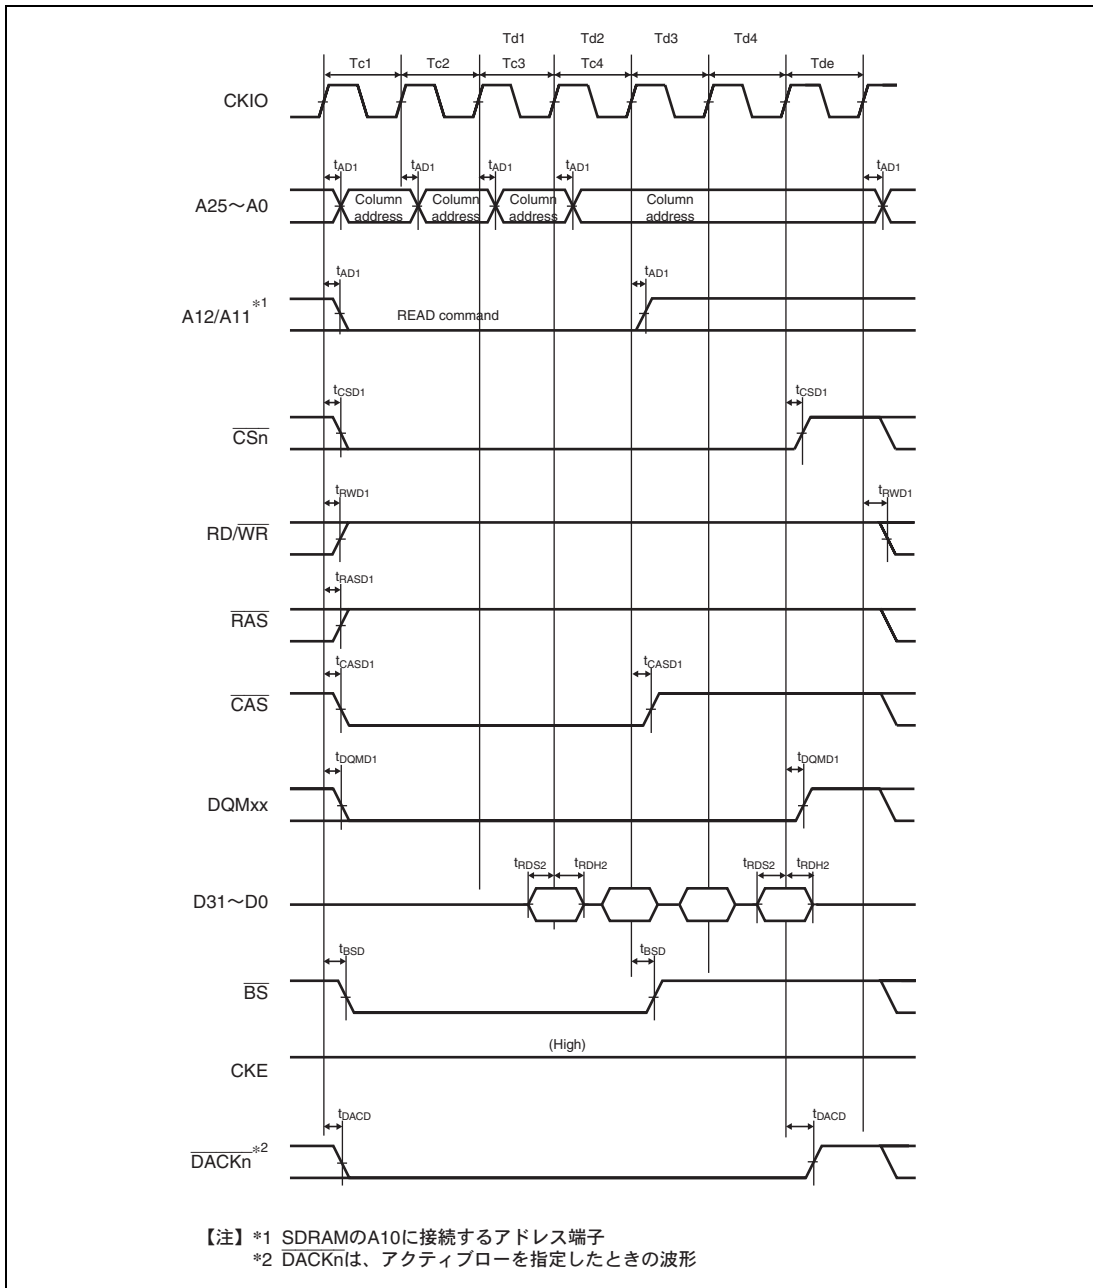 Td1 Td2 Td3 Td4
Tc1 Tc2 Tc3 Tc4 Tde
CKIO
tAD1 tAD1 tAD1 tAD1 tAD1
A25～A0
Column address
Column address
Column address
Column address
tAD1 tAD1
A12/A11*1
READ command
tCSD1 tCSD1
CSn
tRWD1 tRWD1
RD/WR
tRASD1
RAS
tCASD1 tCASD1
CAS
tDQMD1 tDQMD1
DQMxx
tRDS2 tRDH2 tRDS2 tRDH2
D31～D0
tBSD tBSD
BS
(High)
CKE
tDACD tDACD
DACKn*2
【注】*1 SDRAMのA10に接続するアドレス端子
*2 DACKnは、アクティブローを指定したときの波形